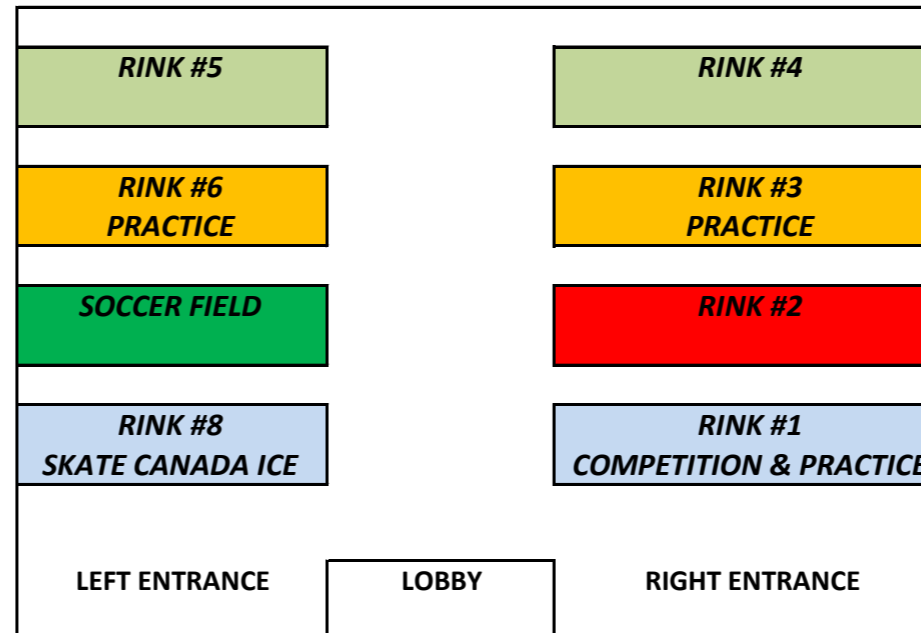 RINK #5
RINK #4
RINK #6
PRACTICE
RINK #3
PRACTICE
SOCCER FIELD
RINK #2
RINK #8
SKATE CANADA ICE
RINK #1
COMPETITION & PRACTICE
LEFT ENTRANCE
LOBBY
RIGHT ENTRANCE